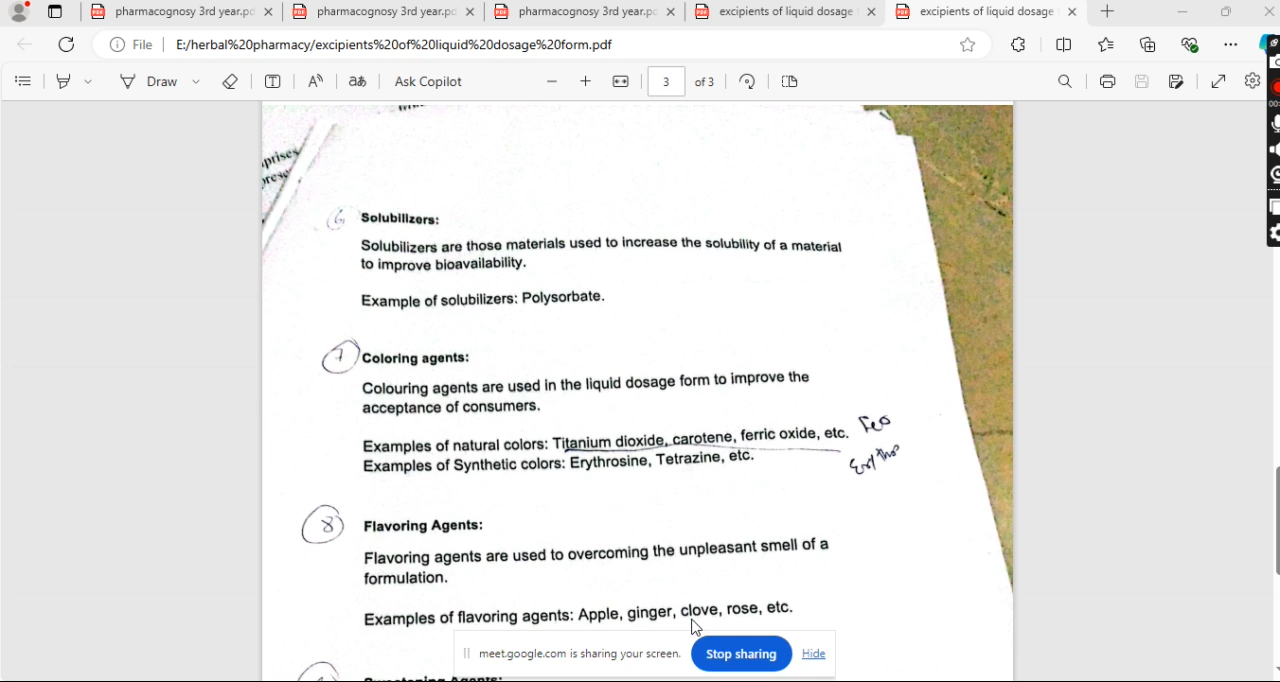 pharmacognosy 3rd year.pd
pharmacognosy 3rd year.pd
pharmacognosy 3rd year.pd
excipients of liquid dosage f
excipients of liquid dosage
File
E:/herbal%20pharmacy/excipients%20of%20liquid%20dosage%20form.pdf
Draw
Ask Copilot
3
of 3
prises
prese
6 Solubilizers:
Solubilizers are those materials used to increase the solubility of a material
to improve bioavailability.
Example of solubilizers: Polysorbate.
7 Coloring agents:
Colouring agents are used in the liquid dosage form to improve the
acceptance of consumers.
Examples of natural colors: Titanium dioxide, carotene, ferric oxide, etc.
Examples of Synthetic colors: Erythrosine, Tetrazine, etc.
8 Flavoring Agents:
Flavoring agents are used to overcoming the unpleasant smell of a
formulation.
Examples of flavoring agents: Apple, ginger, clove, rose, etc.
meet.google.com is sharing your screen.
Stop sharing
Hide
Sweetening Agents: